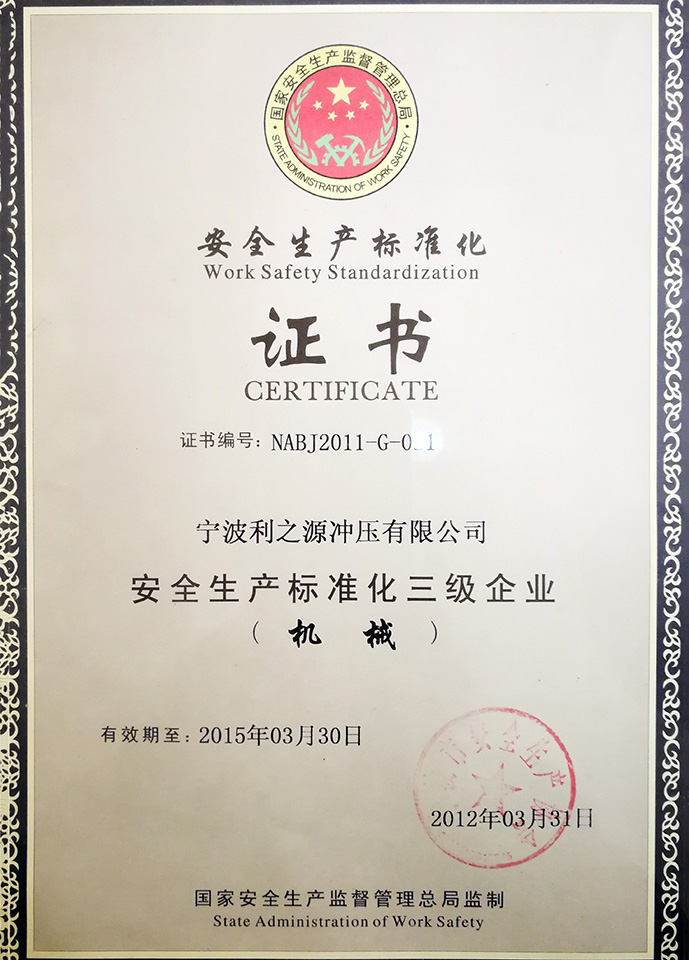 国家安全生产监督管理总局
STATE ADMINISTRATION OF WORK SAFETY
安全生产标准化
Work Safety Standardization
证书
CERTIFICATE
证书编号：
宁波利之源冲压有限公司
安全生产标准化三级企业
（机械）
有效期至：2015年03月30日
安全生产
2012年03月31日
国家安全生产监督管理总局监制
State Administration of Work Safety